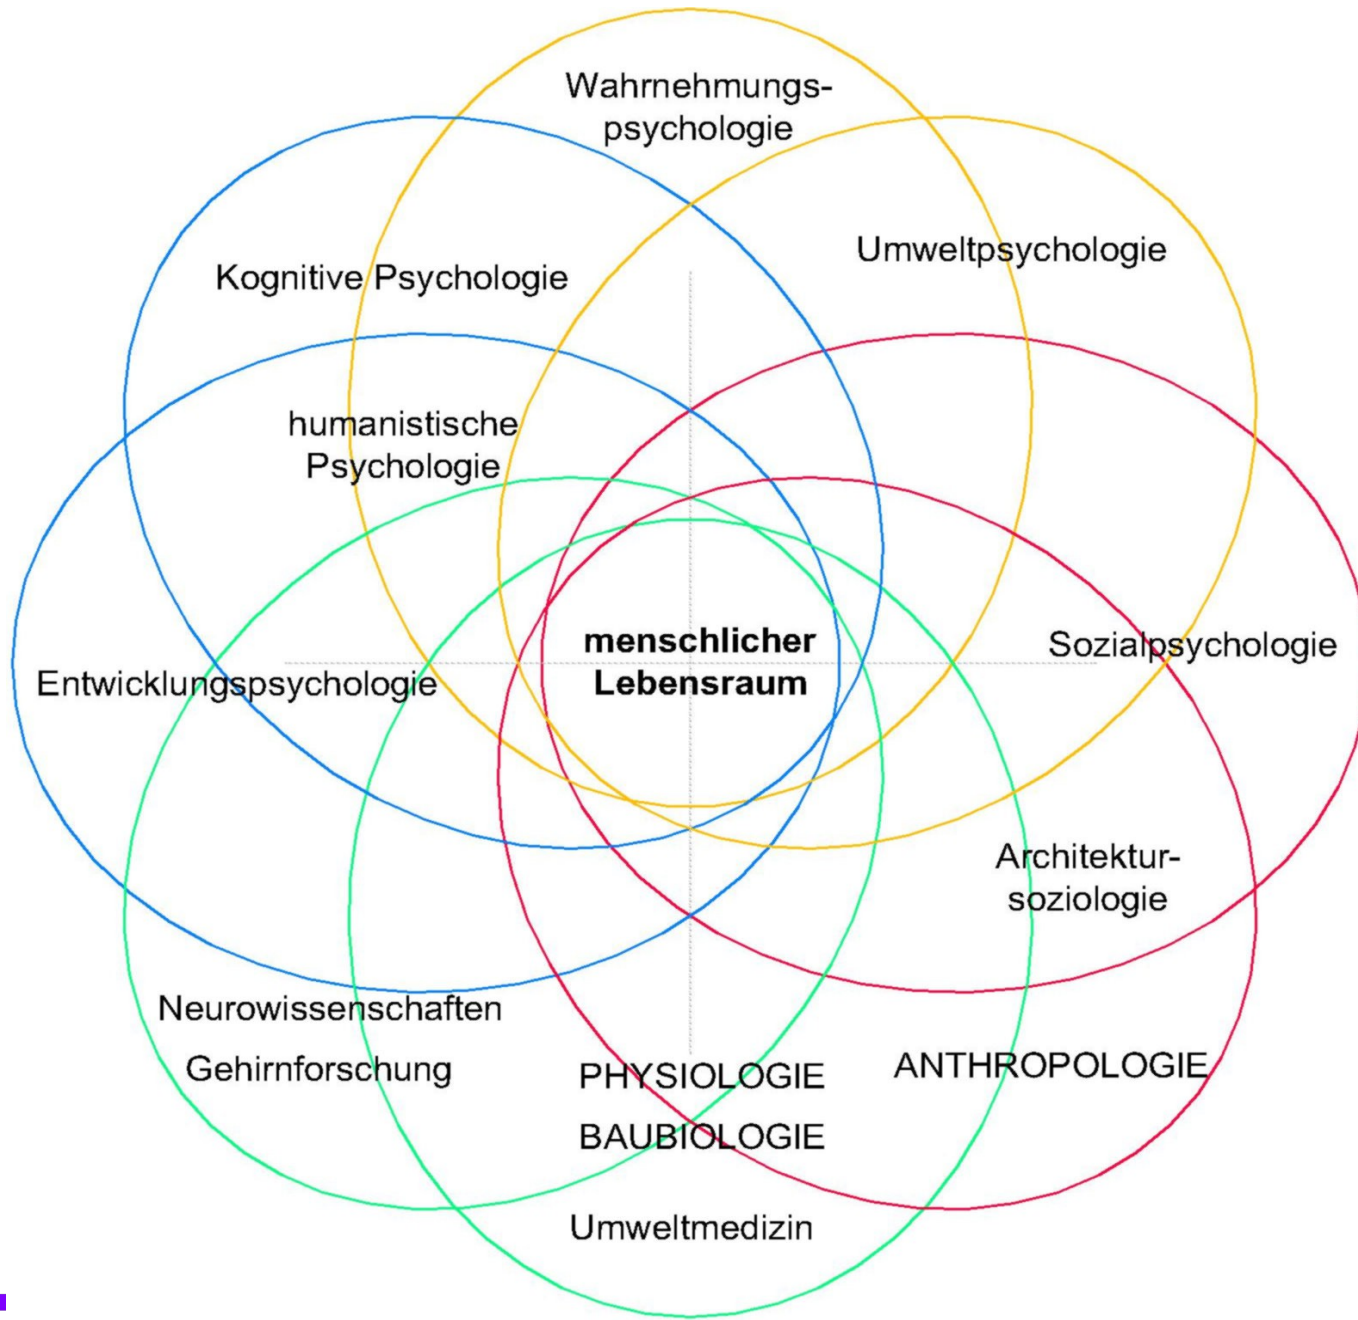 Wahrnehmungs-
psychologie
Umweltpsychologie
Kognitive Psychologie
humanistische
Psychologie
menschlicher
Lebensraum
Sozialpsychologie
Entwicklungspsychologie
Architektur-
soziologie
Neurowissenschaften
Gehirnforschung
PHYSIOLOGIE
ANTHROPOLOGIE
BAUBIOLOGIE
Umweltmedizin